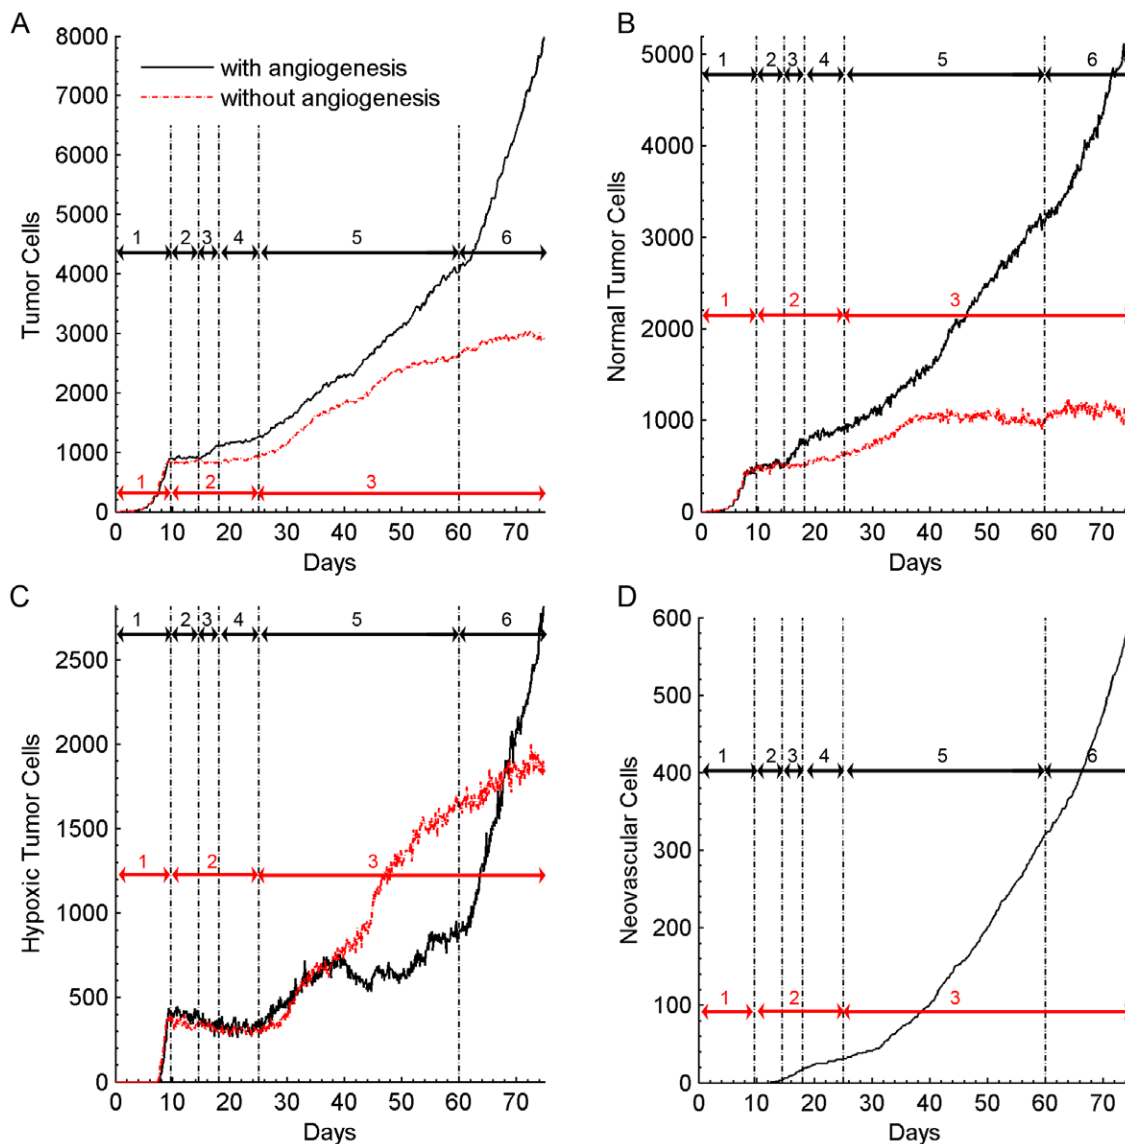 A
8000
7000
6000
5000
4000
3000
2000
1000
0
with angiogenesis
without angiogenesis
1 2 3 4 5 6
1 2 3
0 10 20 30 40 50 60 70
Days
Tumor Cells
B
5000
4000
3000
2000
1000
0
1 2 3 4 5 6
1 2 3
0 10 20 30 40 50 60 70
Days
Normal Tumor Cells
C
2500
2000
1500
1000
500
0
1 2 3 4 5 6
1 2 3
0 10 20 30 40 50 60 70
Days
Hypoxic Tumor Cells
D
600
500
400
300
200
100
0
1 2 3 4 5 6
1 2 3
0 10 20 30 40 50 60 70
Days
Neovascular Cells